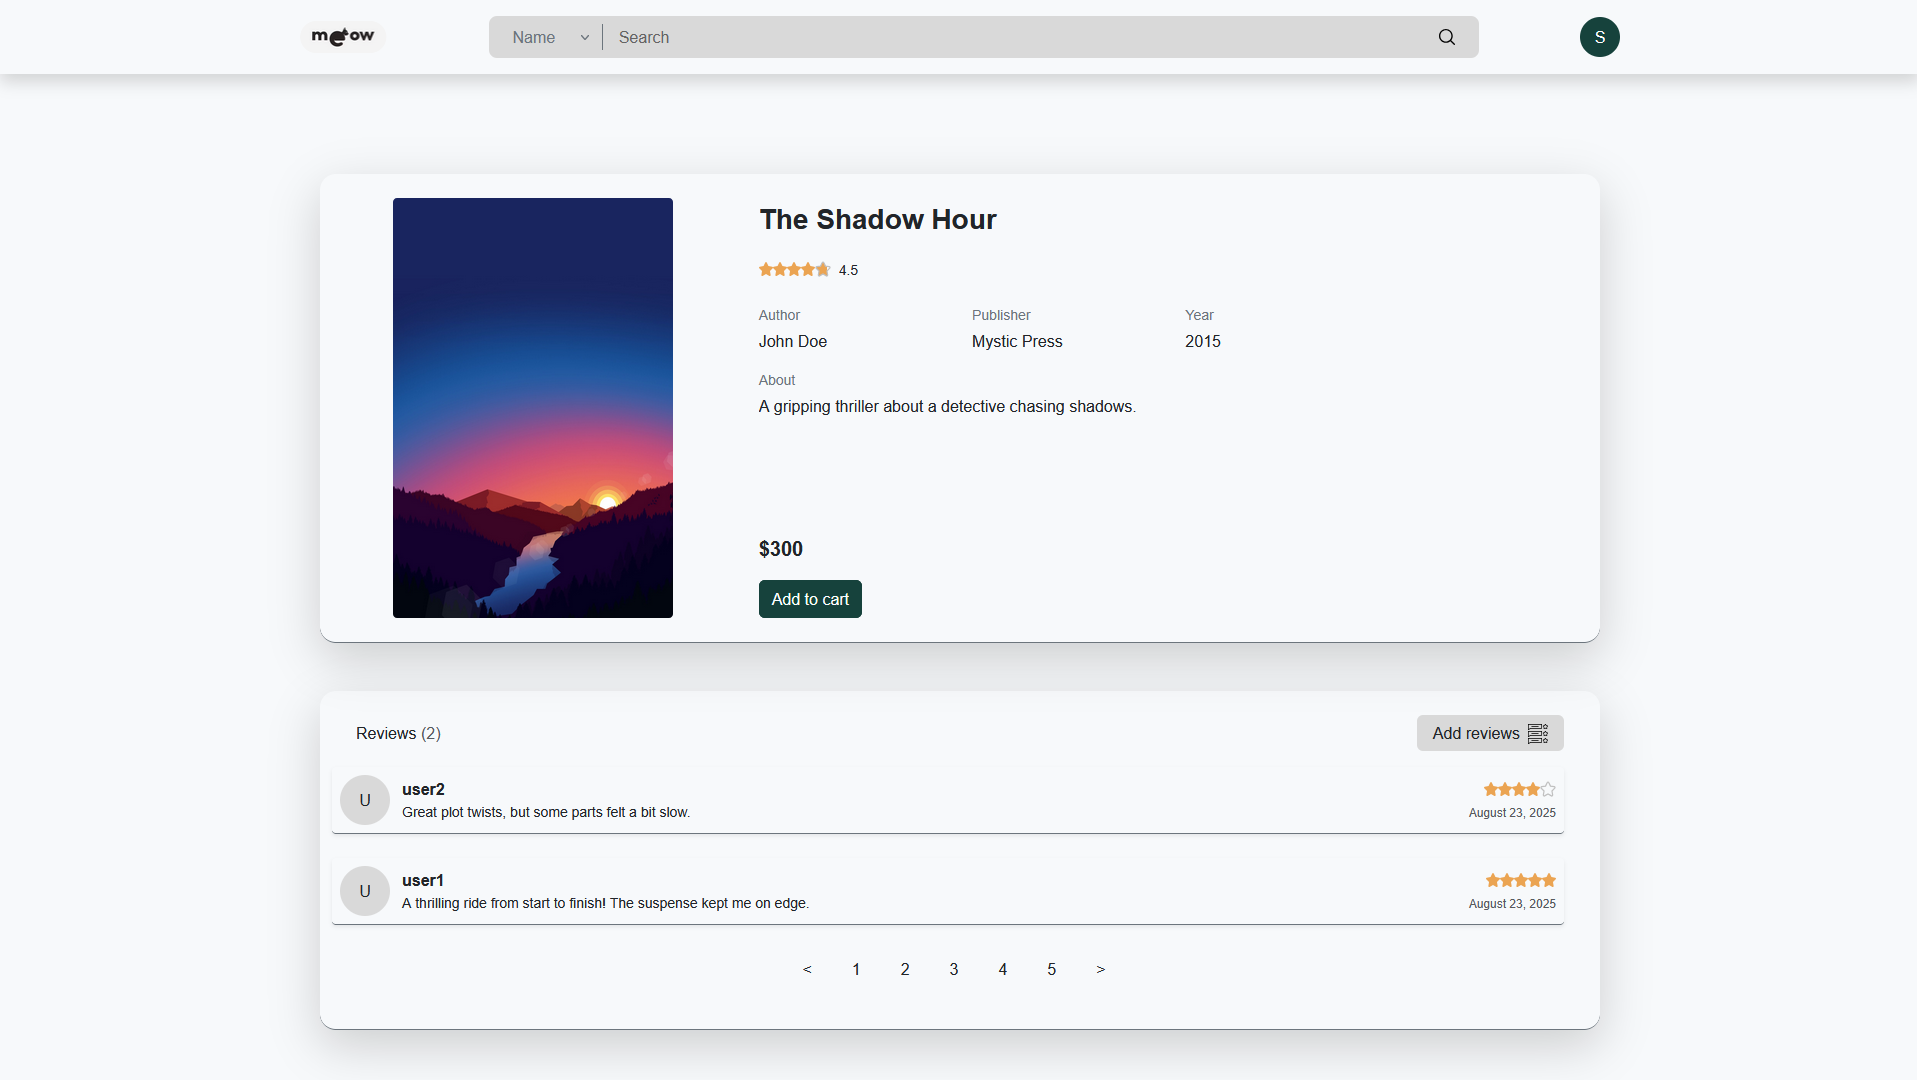 meow
Name
Search
S
The Shadow Hour
4.5
Author
Publisher
Year
John Doe
Mystic Press
2015
About
A gripping thriller about a detective chasing shadows.
$300
Add to cart
Reviews (2)
Add reviews
U
user2
Great plot twists, but some parts felt a bit slow.
August 23, 2025
U
user1
A thrilling ride from start to finish! The suspense kept me on edge.
August 23, 2025
< 1 2 3 4 5 >